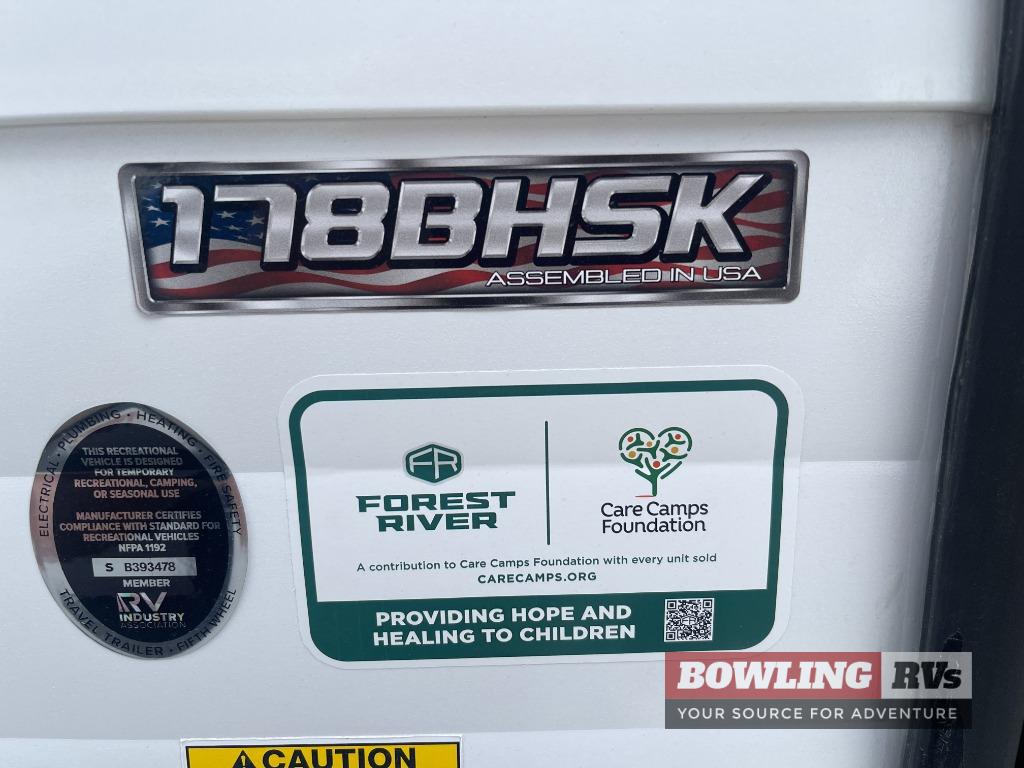 178BHSK
ASSEMBLED IN USA
ELECTRICAL · PLUMBING · HEATING · FIRE SAFETY
THIS RECREATIONAL
VEHICLE IS DESIGNED
FOR TEMPORARY
RECREATIONAL, CAMPING,
OR SEASONAL USE
MANUFACTURER CERTIFIES
COMPLIANCE WITH STANDARD FOR
RECREATIONAL VEHICLES
NFPA 1192
S B393478
MEMBER
RV
INDUSTRY
ASSOCIATION
TRAVEL TRAILER · FIFTH WHEEL
FR
FOREST
RIVER
Care Camps
Foundation
A contribution to Care Camps Foundation with every unit sold
CARECAMPS.ORG
PROVIDING HOPE AND
HEALING TO CHILDREN
FR
BOWLING RVs
YOUR SOURCE FOR ADVENTURE
CAUTION